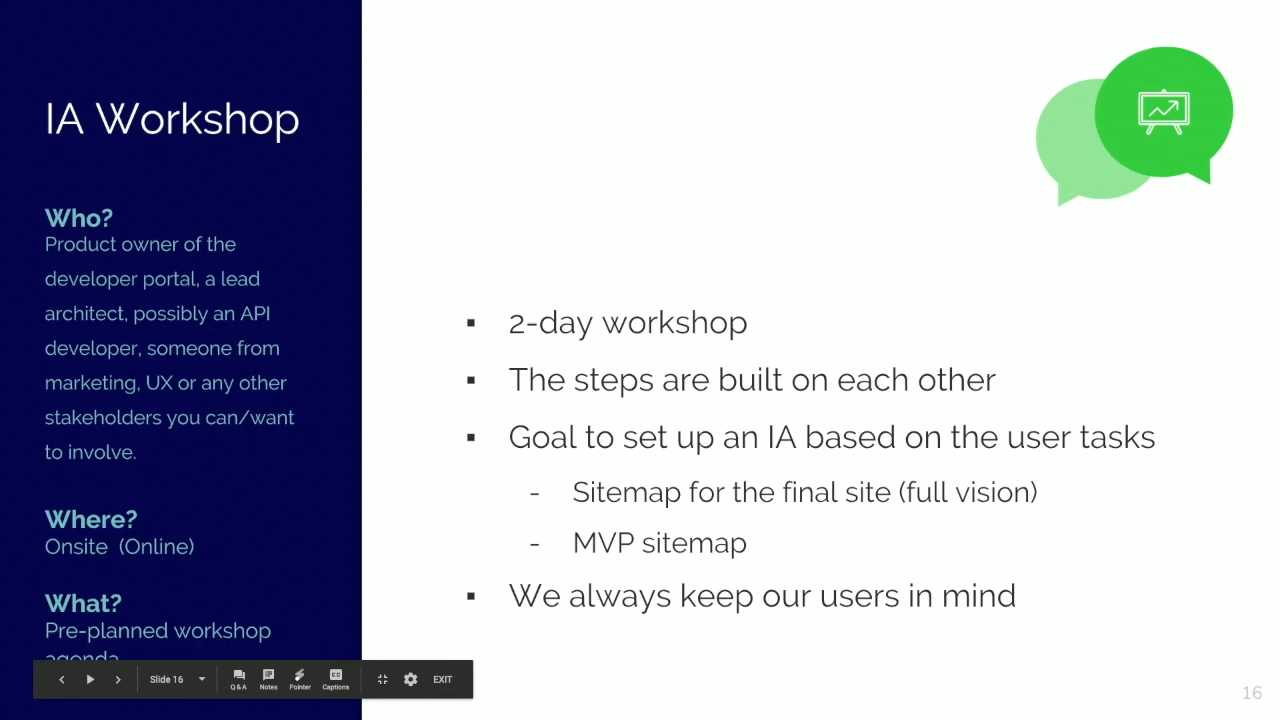 IA Workshop
Who?
Product owner of the
developer portal, a lead
architect, possibly an API
developer, someone from
marketing, UX or any other
stakeholders you can/want
to involve.
Where?
Onsite (Online)
What?
Pre-planned workshop
agenda
▪ 2-day workshop
▪ The steps are built on each other
▪ Goal to set up an IA based on the user tasks
- Sitemap for the final site (full vision)
- MVP sitemap
▪ We always keep our users in mind
Slide 16
Q&A
Notes
Pointer
CC
Captions
EXIT
16